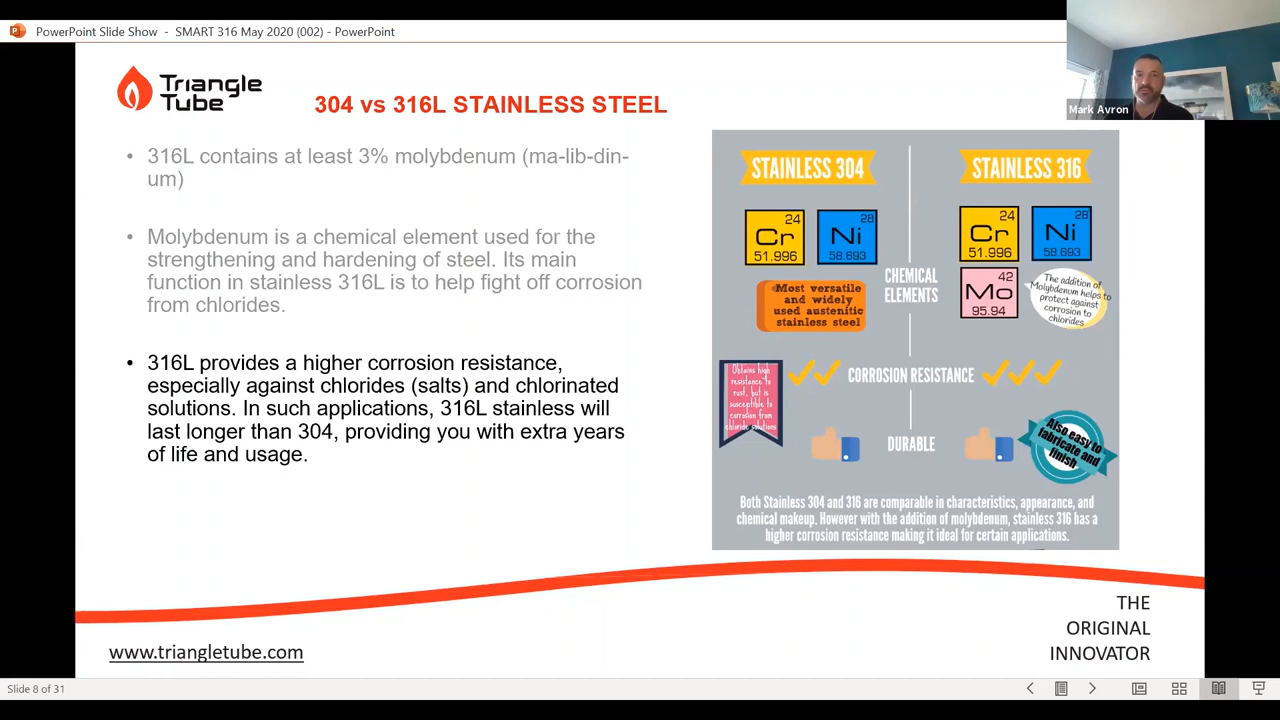 PowerPoint Slide Show - SMART 316 May 2020 (002) - PowerPoint
Mark Avron
Triangle
Tube
304 vs 316L STAINLESS STEEL
• 316L contains at least 3% molybdenum (ma-lib-din-
um)
• Molybdenum is a chemical element used for the
strengthening and hardening of steel. Its main
function in stainless 316L is to help fight off corrosion
from chlorides.
• 316L provides a higher corrosion resistance,
especially against chlorides (salts) and chlorinated
solutions. In such applications, 316L stainless will
last longer than 304, providing you with extra years
of life and usage.
STAINLESS 304
STAINLESS 316
24
Cr
51.996
28
Ni
58.693
24
Cr
51.996
28
Ni
58.693
CHEMICAL
ELEMENTS
42
Mo
95.94
Most versatile
and widely
used austenitic
stainless steel
The addition of
Molybdenum helps to
protect against
corrosion to
chlorides
Obtains high
resistance to
rust, but is
susceptible to
corrosion from
chloride solutions
CORROSION RESISTANCE
DURABLE
Also easy to
fabricate and
finish
Both Stainless 304 and 316 are comparable in characteristics, appearance, and
chemical makeup. However with the addition of molybdenum, stainless 316 has a
higher corrosion resistance making it ideal for certain applications.
www.triangletube.com
THE
ORIGINAL
INNOVATOR
Slide 8 of 31